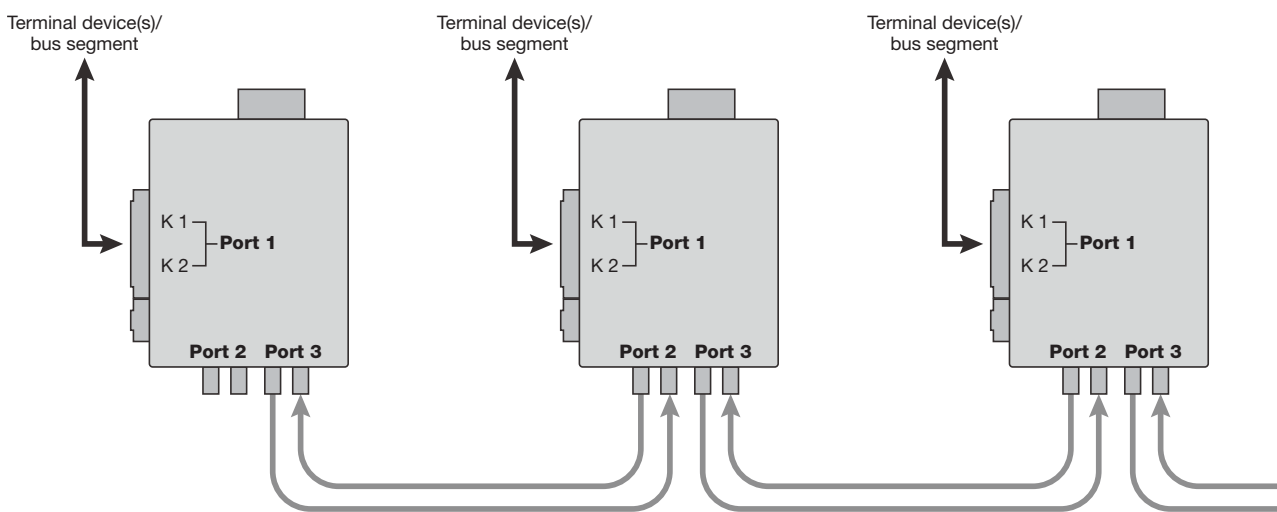 Terminal device(s)/
bus segment
Terminal device(s)/
bus segment
Terminal device(s)/
bus segment
K 1
Port 1
K 2
Port 2 Port 3
K 1
Port 1
K 2
Port 2 Port 3
K 1
Port 1
K 2
Port 2 Port 3